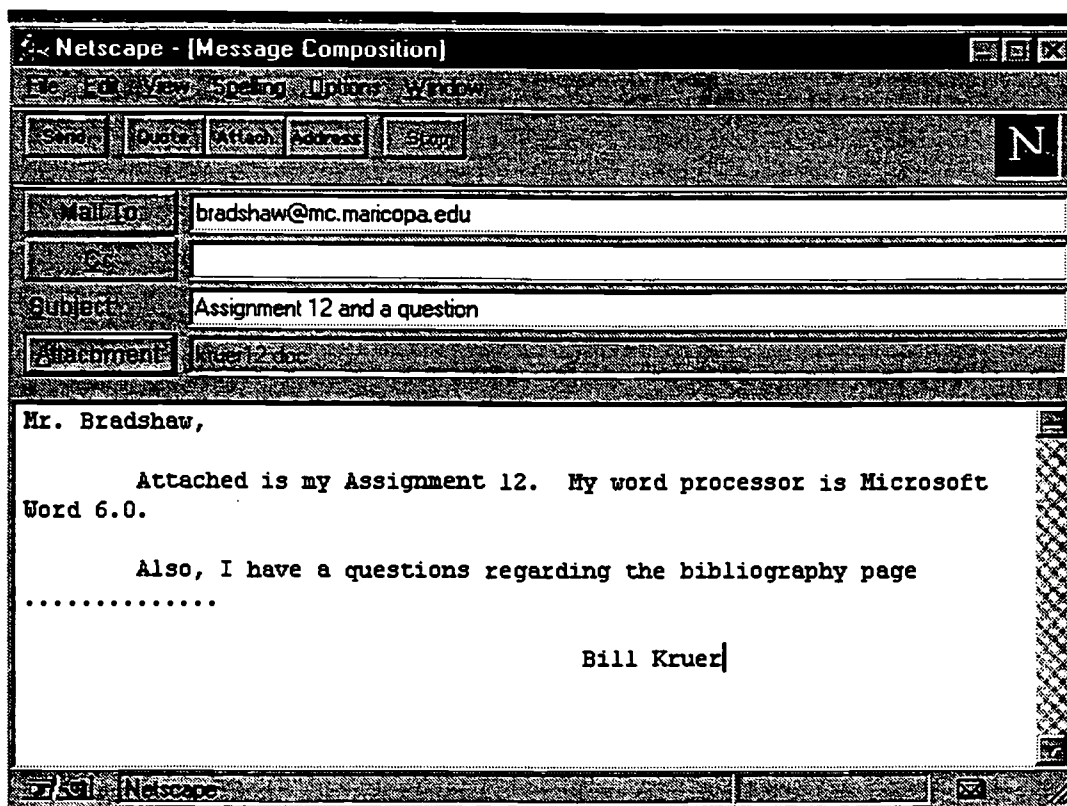 Netscape - [Message Composition]
File Edit View Spelling Options Window
Send Quote Attach Address Stop
N
Mail To: bradshaw@mc.maricopa.edu
Cc:
Subject: Assignment 12 and a question
Attachment kruer12.doc
Mr. Bradshaw,
Attached is my Assignment 12. My word processor is Microsoft
Word 6.0.
Also, I have a questions regarding the bibliography page
..............
Bill Kruer
Netscape